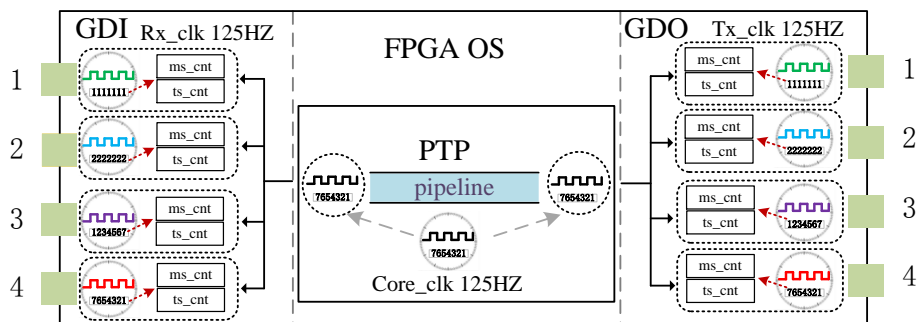 GDI
Rx_clk 125HZ
1
1111111
ms_cnt
ts_cnt
2
2222222
ms_cnt
ts_cnt
3
1234567
ms_cnt
ts_cnt
4
7654321
ms_cnt
ts_cnt
FPGA OS
PTP
7654321
pipeline
7654321
7654321
Core_clk 125HZ
GDO
Tx_clk 125HZ
ms_cnt
ts_cnt
1111111
1
ms_cnt
ts_cnt
2222222
2
ms_cnt
ts_cnt
1234567
3
ms_cnt
ts_cnt
7654321
4